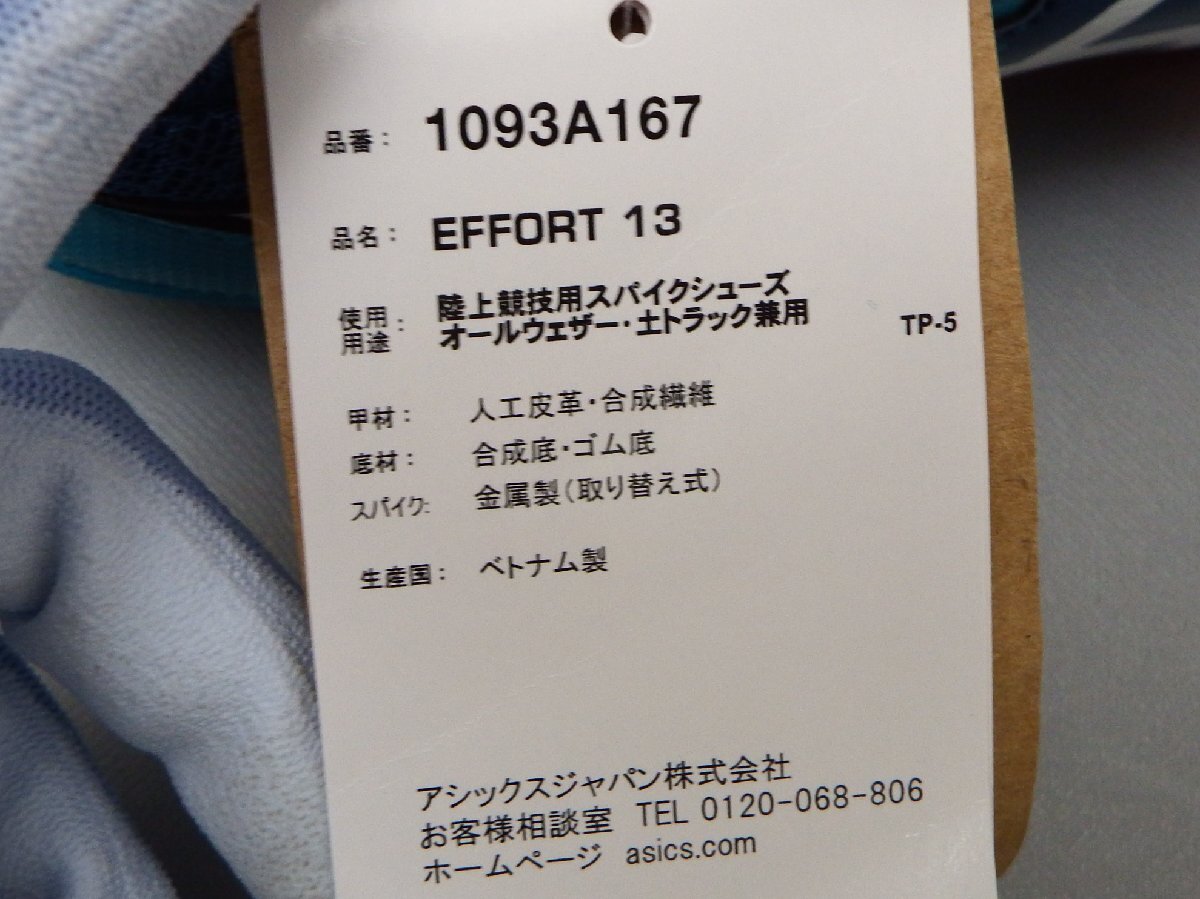 品番： 1093A167
品名： EFFORT 13
使用用途： 陸上競技用スパイクシューズ
オールウェザー・土トラック兼用 TP-5
甲材： 人工皮革・合成繊維
底材： 合成底・ゴム底
スパイク: 金属製（取り替え式）
生産国： ベトナム製
アシックスジャパン株式会社
お客様相談室 TEL 0120-068-806
ホームページ asics.com